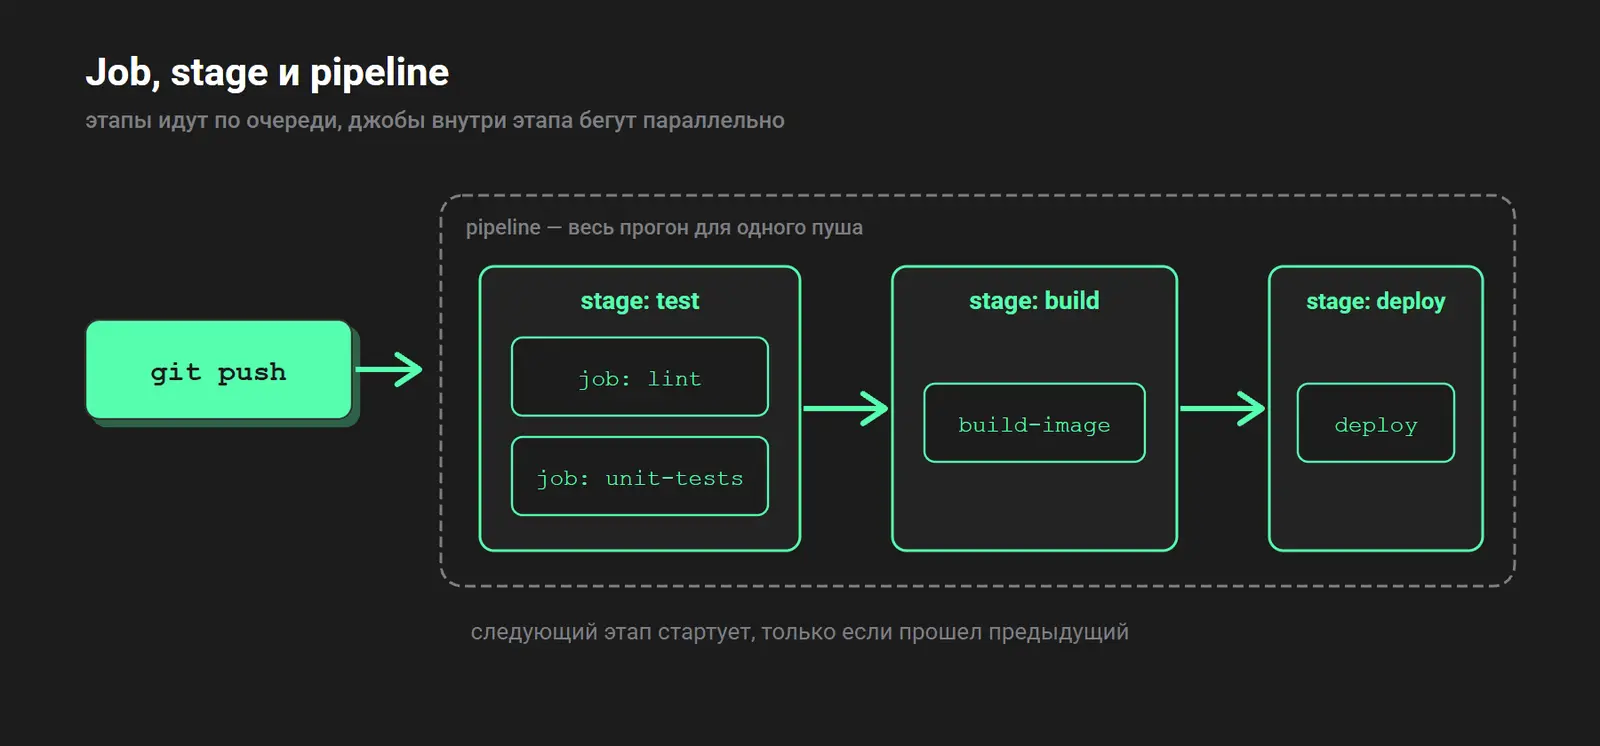 Job, stage и pipeline
этапы идут по очереди, джобы внутри этапа бегут параллельно
pipeline — весь прогон для одного пуша
git push
stage: test
job: lint
job: unit-tests
stage: build
build-image
stage: deploy
deploy
следующий этап стартует, только если прошел предыдущий